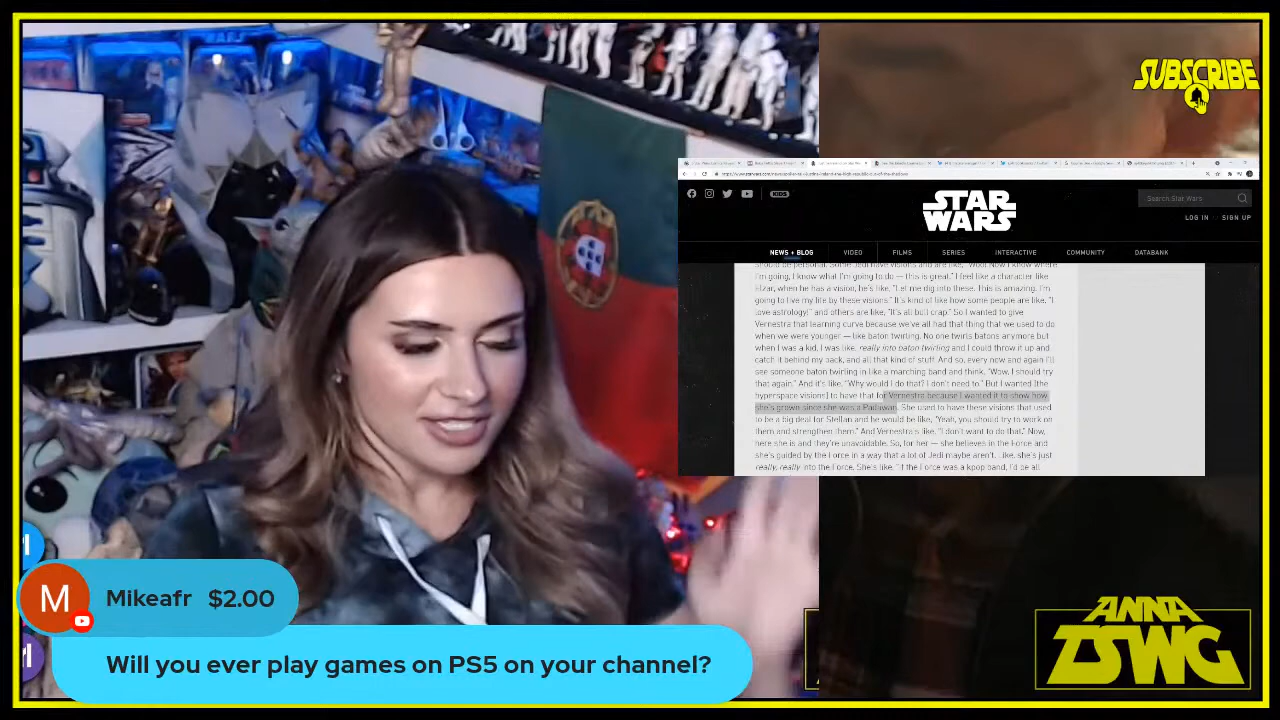 SUBSCRIBE
STAR
WARS
KIDS
Search Star Wars
LOG IN
SIGN UP
NEWS + BLOG
VIDEO
FILMS
SERIES
INTERACTIVE
COMMUNITY
DATABANK
I'm going, I know what I'm going to do — this is great." I feel like a character like
Elzar, when he has a vision, he's like, "Let me dig into these. This is amazing. I'm
going to live my life by these visions." It's kind of like how some people are like, "I
love astrology!" and others are like, "It's all bull crap." So I wanted to give
Vernestra that learning curve because we've all had that thing that we used to do
when we were younger — like baton twirling. No one twirls batons anymore but
when I was a kid, I was like, really into baton twirling and I could throw it up and
catch it behind my back, and all that kind of stuff. And so, every now and again I'll
see someone baton twirling in like a marching band and think, "Wow, I should try
that again." And it's like, "Why would I do that? I don't need to." But I wanted [the
hyperspace visions] to have that for Vernestra because I wanted it to show how
she's grown since she was a Padawan. She used to have these visions that used
to be a big deal for Stellan and he would be like, "Yeah, you should try to work on
them and strengthen them." And Vernestra's like, "I don't want to do that." Now,
here she is and they're unavoidable. So, for her — she believes in the Force and
she's guided by the Force in a way that a lot of Jedi maybe aren't. Like, she's just
really, really into the Force. She's like, "If the Force was a kpop band, I'd be all
M
Mikeafr $2.00
Will you ever play games on PS5 on your channel?
ANNA
TSWG